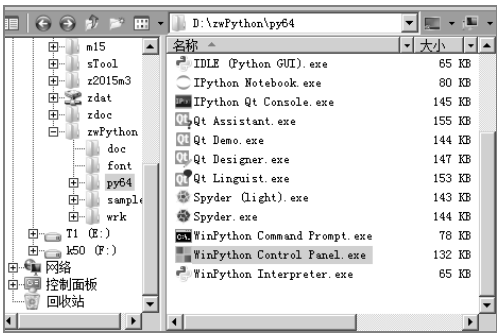 D:\zwPython\py64
m15
sTool
z2015m3
zdat
zdoc
zwPython
doc
font
py64
sample
wrk
T1 (E:)
k50 (F:)
网络
控制面板
回收站
名称 大小
IDLE (Python GUI).exe 65 KB
IPython Notebook.exe 80 KB
IPython Qt Console.exe 145 KB
Qt Assistant.exe 155 KB
Qt Demo.exe 144 KB
Qt Designer.exe 147 KB
Qt Linguist.exe 153 KB
Spyder (light).exe 143 KB
Spyder.exe 144 KB
WinPython Command Prompt.exe 78 KB
WinPython Control Panel.exe 132 KB
WinPython Interpreter.exe 65 KB